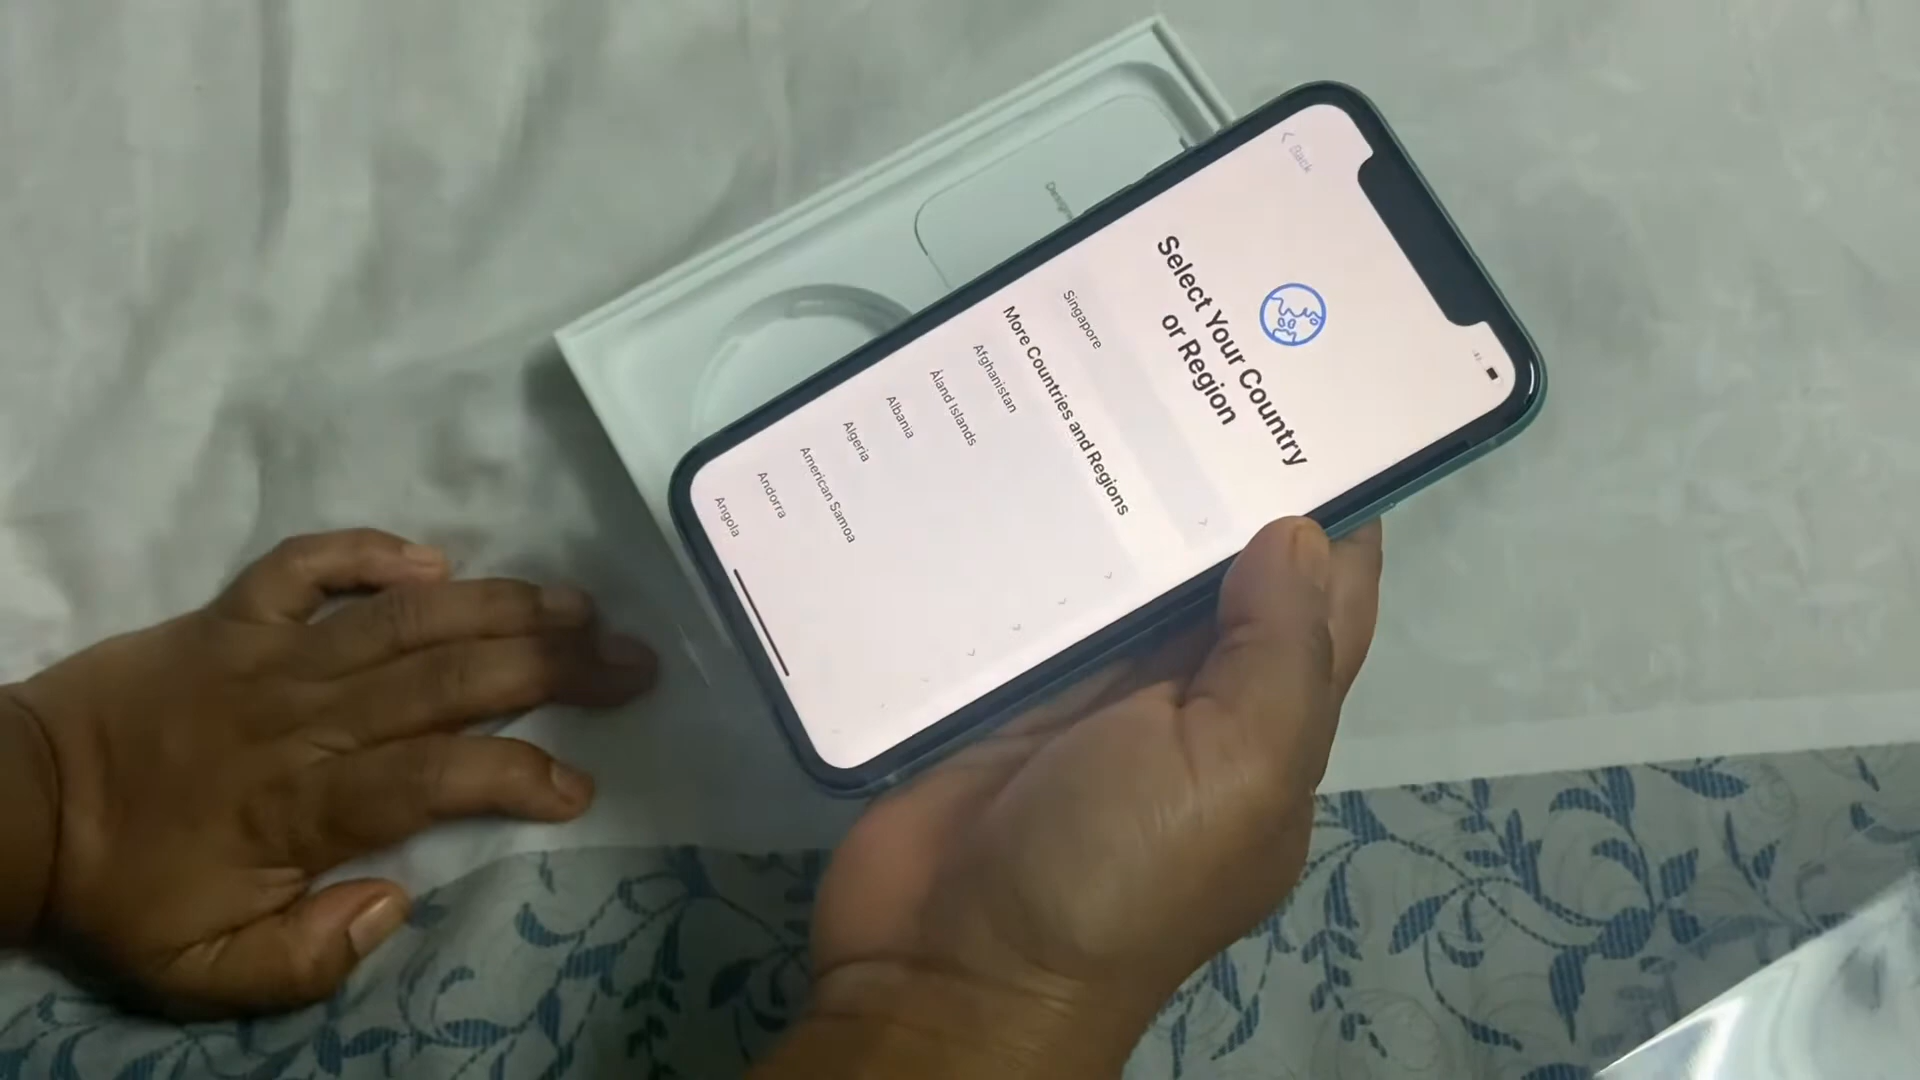 Back
Select Your Country
or Region
Singapore
More Countries and Regions
Afghanistan
Åland Islands
Albania
Algeria
American Samoa
Andorra
Angola